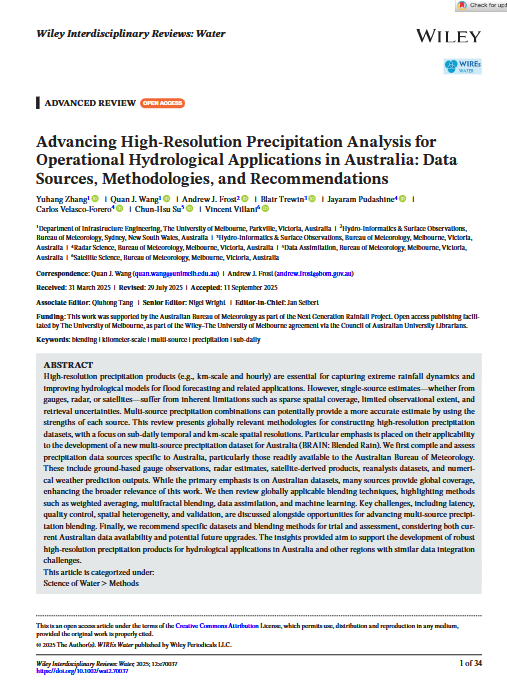 Check for upd
Wiley Interdisciplinary Reviews: Water
WILEY
WIREs
WATER
ADVANCED REVIEW OPEN ACCESS
Advancing High-Resolution Precipitation Analysis for
Operational Hydrological Applications in Australia: Data
Sources, Methodologies, and Recommendations
Yuhang Zhang¹ | Quan J. Wang¹ | Andrew J. Frost² | Blair Trewin³ | Jayaram Pudashine⁴ |
Carlos Velasco-Forero⁴ | Chun-Hsu Su⁵ | Vincent Villani⁶
¹Department of Infrastructure Engineering, The University of Melbourne, Parkville, Victoria, Australia | ²Hydro-Informatics & Surface Observations,
Bureau of Meteorology, Sydney, New South Wales, Australia | ³Hydro-Informatics & Surface Observations, Bureau of Meteorology, Melbourne, Victoria,
Australia | ⁴Radar Science, Bureau of Meteorology, Melbourne, Victoria, Australia | ⁵Data Assimilation, Bureau of Meteorology, Melbourne, Victoria,
Australia | ⁶Satellite Science, Bureau of Meteorology, Melbourne, Victoria, Australia
Correspondence: Quan J. Wang (quan.wang@unimelb.edu.au) | Andrew J. Frost (andrew.frost@bom.gov.au)
Received: 31 March 2025 | Revised: 29 July 2025 | Accepted: 11 September 2025
Associate Editor: Qiuhong Tang | Senior Editor: Nigel Wright | Editor-in-Chief: Jan Seibert
Funding: This work was supported by the Australian Bureau of Meteorology as part of the Next Generation Rainfall Project. Open access publishing facili-
tated by The University of Melbourne, as part of the Wiley-The University of Melbourne agreement via the Council of Australian University Librarians.
Keywords: blending | kilometer-scale | multi-source | precipitation | sub-daily
ABSTRACT
High-resolution precipitation products (e.g., km-scale and hourly) are essential for capturing extreme rainfall dynamics and
improving hydrological models for flood forecasting and related applications. However, single-source estimates—whether from
gauges, radar, or satellites—suffer from inherent limitations such as sparse spatial coverage, limited observational extent, and
retrieval uncertainties. Multi-source precipitation combinations can potentially provide a more accurate estimate by using the
strengths of each source. This review presents globally relevant methodologies for constructing high-resolution precipitation
datasets, with a focus on sub-daily temporal and km-scale spatial resolutions. Particular emphasis is placed on their applicability
to the development of a new multi-source precipitation dataset for Australia (BRAIN: Blended Rain). We first compile and assess
precipitation data sources specific to Australia, particularly those readily available to the Australian Bureau of Meteorology.
These include ground-based gauge observations, radar estimates, satellite-derived products, reanalysis datasets, and numeri-
cal weather prediction outputs. While the primary emphasis is on Australian datasets, many sources provide global coverage,
enhancing the broader relevance of this work. We then review globally applicable blending techniques, highlighting methods
such as weighted averaging, multifractal blending, data assimilation, and machine learning. Key challenges, including latency,
quality control, spatial heterogeneity, and validation, are discussed alongside opportunities for advancing multi-source precipi-
tation blending. Finally, we recommend specific datasets and blending methods for trial and assessment, considering both cur-
rent Australian data availability and potential future upgrades. The insights provided aim to support the development of robust
high-resolution precipitation products for hydrological applications in Australia and other regions with similar data integration
challenges.
This article is categorized under:
Science of Water > Methods
This is an open access article under the terms of the Creative Commons Attribution License, which permits use, distribution and reproduction in any medium,
provided the original work is properly cited.
© 2025 The Author(s). WIREs Water published by Wiley Periodicals LLC.
Wiley Interdisciplinary Reviews: Water, 2025; 12:e70037
https://doi.org/10.1002/wat2.70037
1 of 34